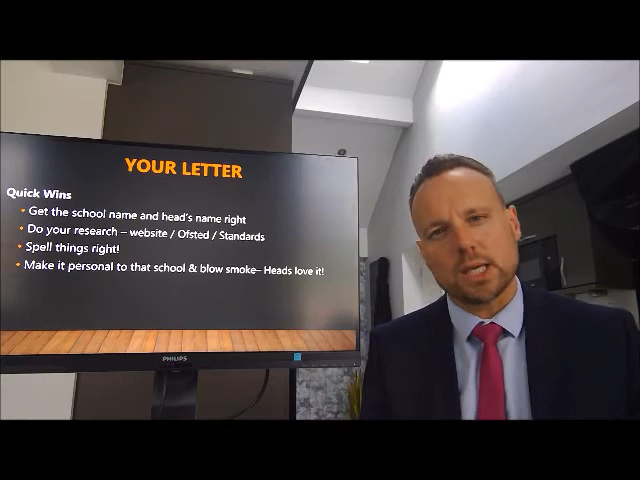 YOUR LETTER
Quick Wins
• Get the school name and head's name right
• Do your research – website / Ofsted / Standards
• Spell things right!
• Make it personal to that school & blow smoke– Heads love it!
PHILIPS